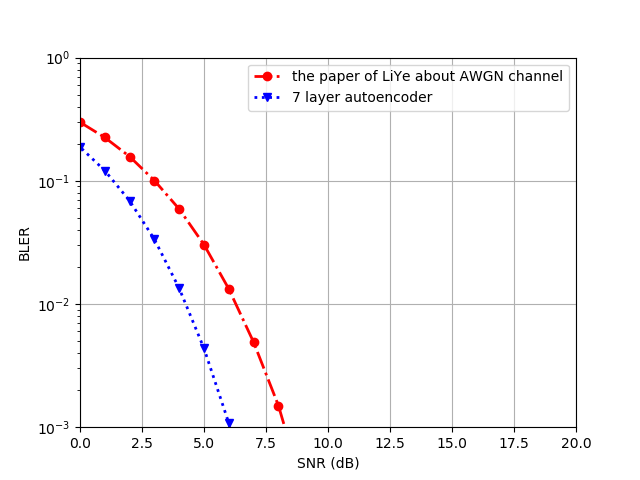 the paper of LiYe about AWGN channel
7 layer autoencoder
BLER
10^0
10^−1
10^−2
10^−3
0.0 2.5 5.0 7.5 10.0 12.5 15.0 17.5 20.0
SNR (dB)